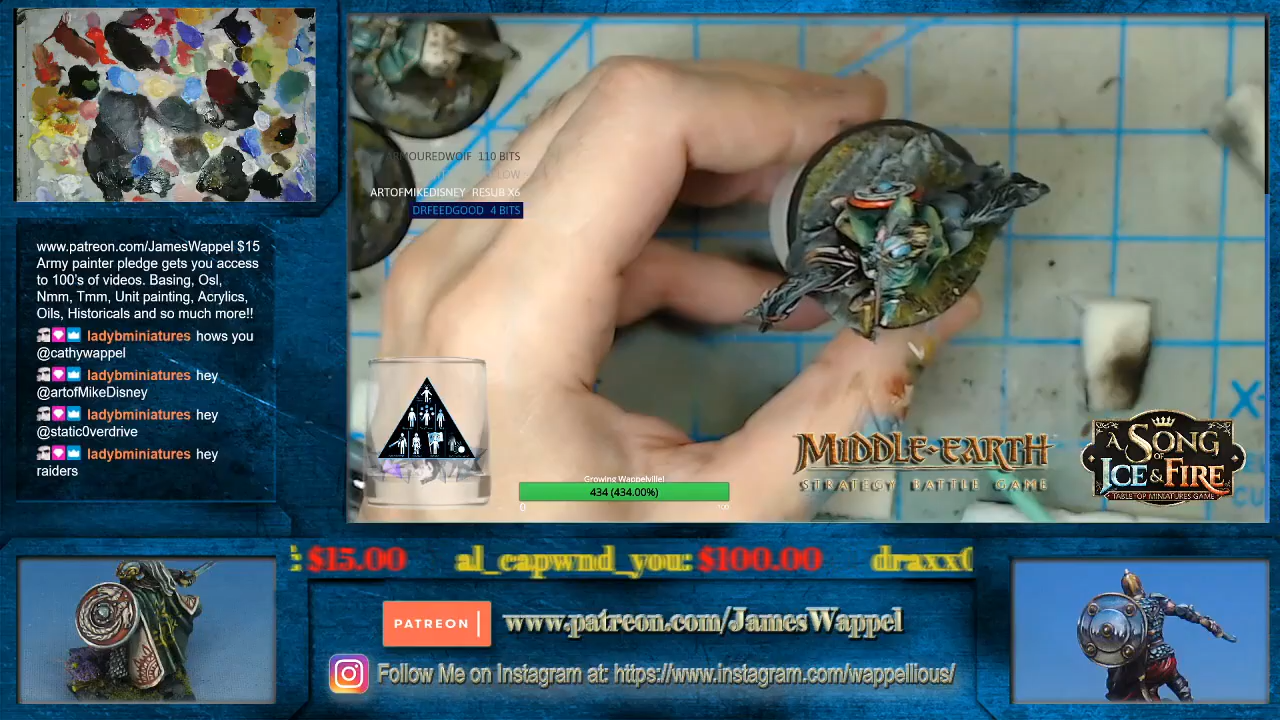 ARMOUREDWOIF 110 BITS
LOW
ARTOFMIKEDISNEY RESUB X6
DRFEEDGOOD 4 BITS
www.patreon.com/JamesWappel $15
Army painter pledge gets you access
to 100's of videos. Basing, Osl,
Nmm, Tmm, Unit painting, Acrylics,
Oils, Historicals and so much more!!
ladybminiatures hows you
@cathywappel
ladybminiatures hey
@artofMikeDisney
ladybminiatures hey
@static0verdrive
ladybminiatures hey
raiders
Growing Wappelville!
434 (434.00%)
0 100
MIDDLE-EARTH
STRATEGY BATTLE GAME
A SONG
OF
ICE & FIRE
TABLETOP MINIATURES GAME
: $15.00 al_capwnd_you: $100.00 draxx
PATREON
www.patreon.com/JamesWappel
Follow Me on Instagram at: https://www.instagram.com/wappellious/